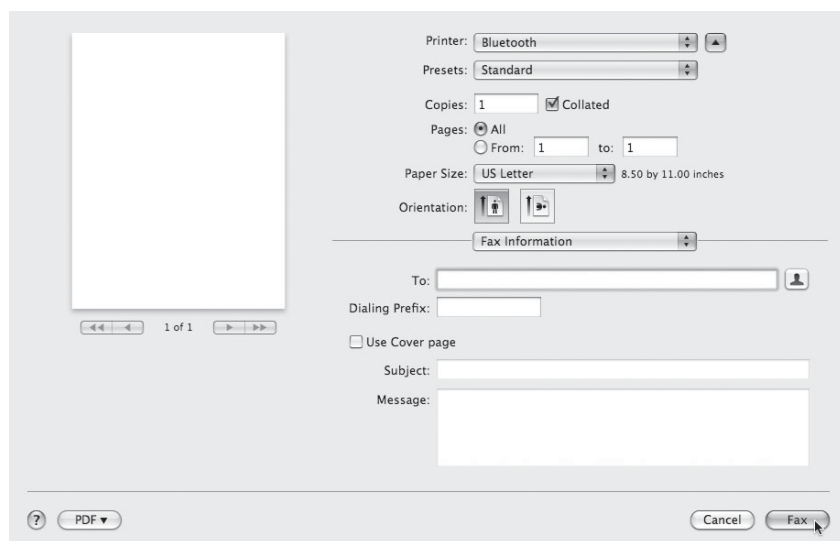 Printer: Bluetooth
Presets: Standard
Copies: 1 Collated
Pages: All
From: 1 to: 1
Paper Size: US Letter 8.50 by 11.00 inches
Orientation:
Fax Information
To:
Dialing Prefix:
1 of 1
Use Cover page
Subject:
Message:
? PDF▼ Cancel Fax